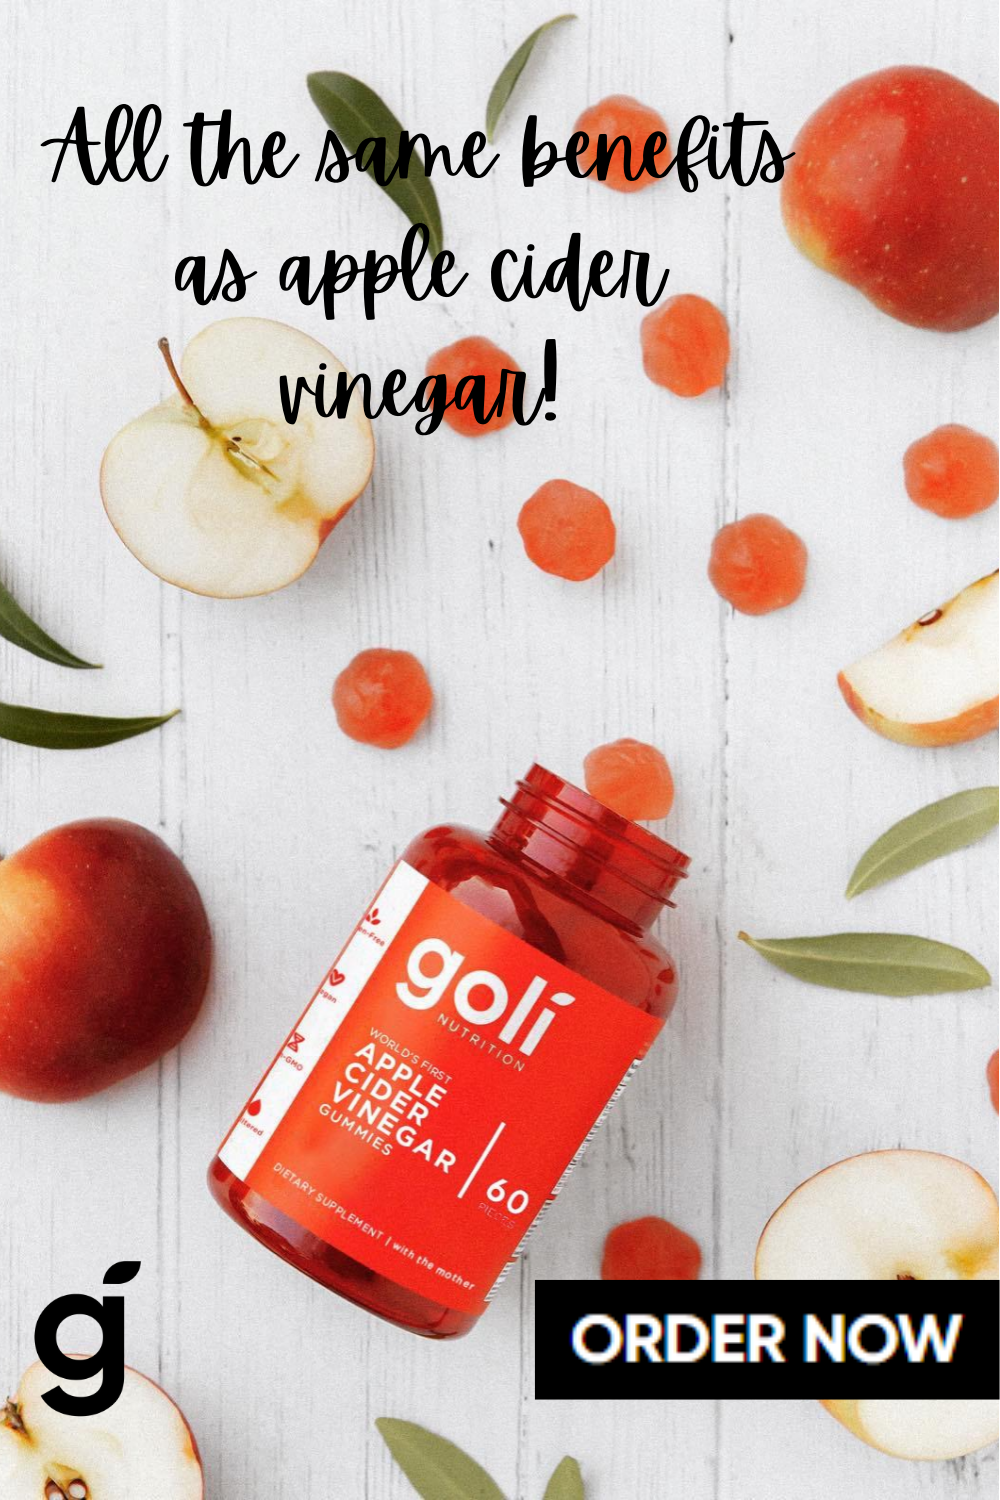 All the same benefits
as apple cider
vinegar!
goli
NUTRITION
WORLD'S FIRST
APPLE
CIDER
VINEGAR
GUMMIES
60
PIECES
DIETARY SUPPLEMENT | with the mother
g
ORDER NOW